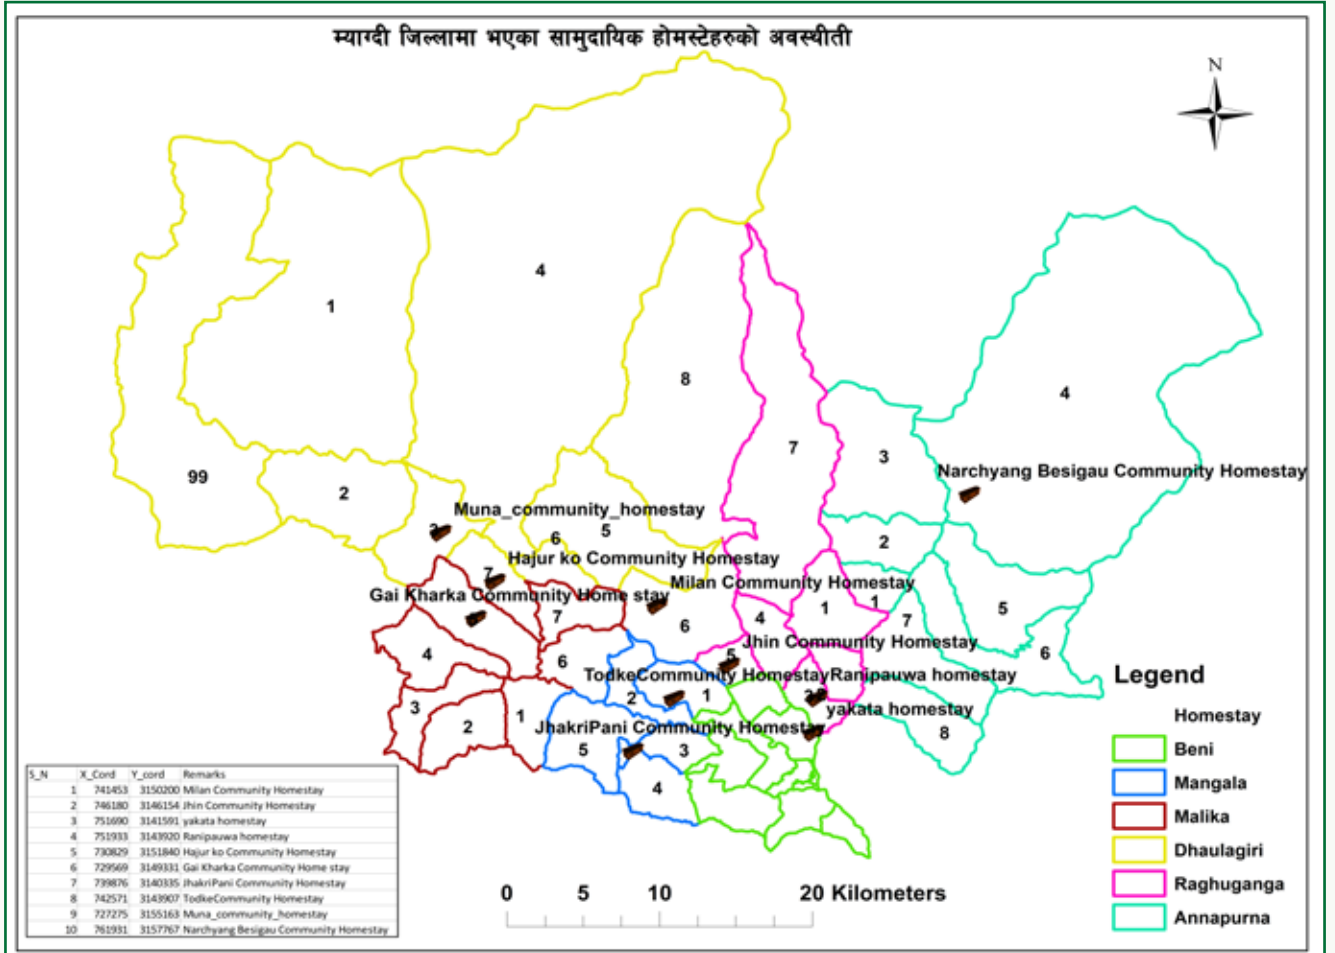 म्याग्दी जिल्लामा भएका सामुदायिक होमस्टेहरुको अवस्थीती
N
4
1
8
4
7
3
Narchyang Besigau Community Homestay
99
2
Muna_community_homestay
5
6
2
Hajur ko Community Homestay
7
Milan Community Homestay
Gai Kharka Community Home stay
7
6
4
1
1
7
5
Jhin Community Homestay
4
6
5
6
TodkeCommunity Homestay
Ranipauwa homestay
2
1
3
2
1
yakata homestay
JhakriPani Community Homestay
5
3
8
4
Legend
Homestay
Beni
Mangala
Malika
Dhaulagiri
Raghuganga
Annapurna
S_N X_Cord Y_cord Remarks
1 741453 3150200 Milan Community Homestay
2 746180 3146154 Jhin Community Homestay
3 751690 3141591 yakata homestay
4 751933 3143920 Ranipauwa homestay
5 730829 3151840 Hajur ko Community Homestay
6 729569 3149331 Gai Kharka Community Home stay
7 739876 3140335 JhakriPani Community Homestay
8 742571 3143907 TodkeCommunity Homestay
9 727275 3155163 Muna_community_homestay
10 761931 3157767 Narchyang Besigau Community Homestay
0 5 10 20 Kilometers